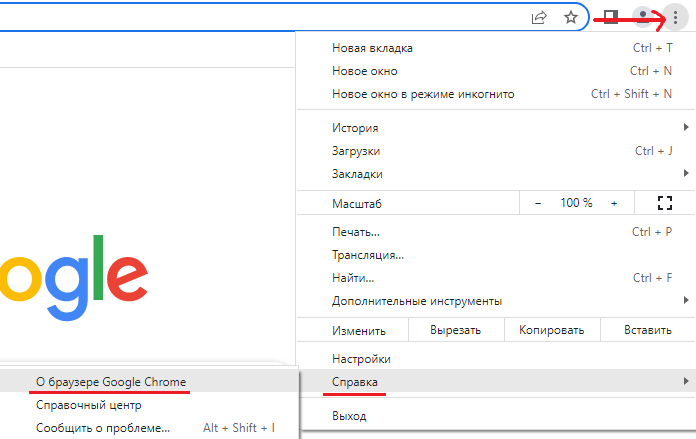 Новая вкладка Ctrl + T
Новое окно Ctrl + N
Новое окно в режиме инкогнито Ctrl + Shift + N
История
Загрузки Ctrl + J
Закладки
Масштаб − 100 % +
Печать... Ctrl + P
Трансляция...
Найти... Ctrl + F
Дополнительные инструменты
Изменить Вырезать Копировать Вставить
Настройки
Справка
Выход
ogle
О браузере Google Chrome
Справочный центр
Сообщить о проблеме... Alt + Shift + I